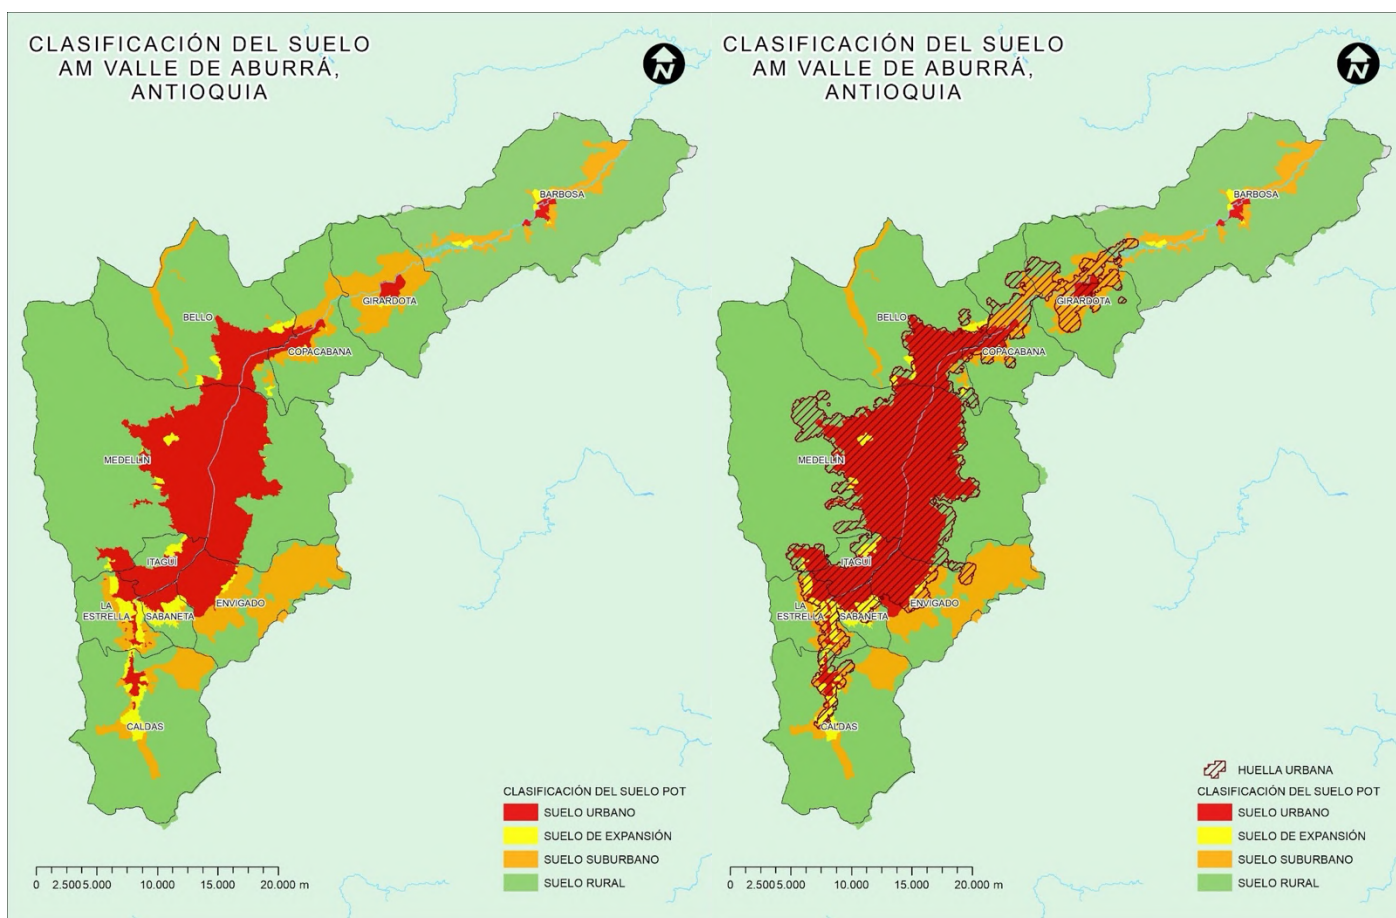 CLASIFICACIÓN DEL SUELO
AM VALLE DE ABURRÁ,
ANTIOQUIA
N
BARBOSA
GIRARDOTA
BELLO
COPACABANA
MEDELLIN
ITAGUÍ
LA
ESTRELLA
SABANETA
ENVIGADO
CALDAS
CLASIFICACIÓN DEL SUELO POT
SUELO URBANO
SUELO DE EXPANSIÓN
SUELO SUBURBANO
SUELO RURAL
0 2.500 5.000 10.000 15.000 20.000 m
CLASIFICACIÓN DEL SUELO
AM VALLE DE ABURRÁ,
ANTIOQUIA
N
BARBOSA
GIRARDOTA
BELLO
COPACABANA
MEDELLIN
ITAGUÍ
LA
ESTRELLA
SABANETA
ENVIGADO
CALDAS
HUELLA URBANA
CLASIFICACIÓN DEL SUELO POT
SUELO URBANO
SUELO DE EXPANSIÓN
SUELO SUBURBANO
SUELO RURAL
0 2.500 5.000 10.000 15.000 20.000 m